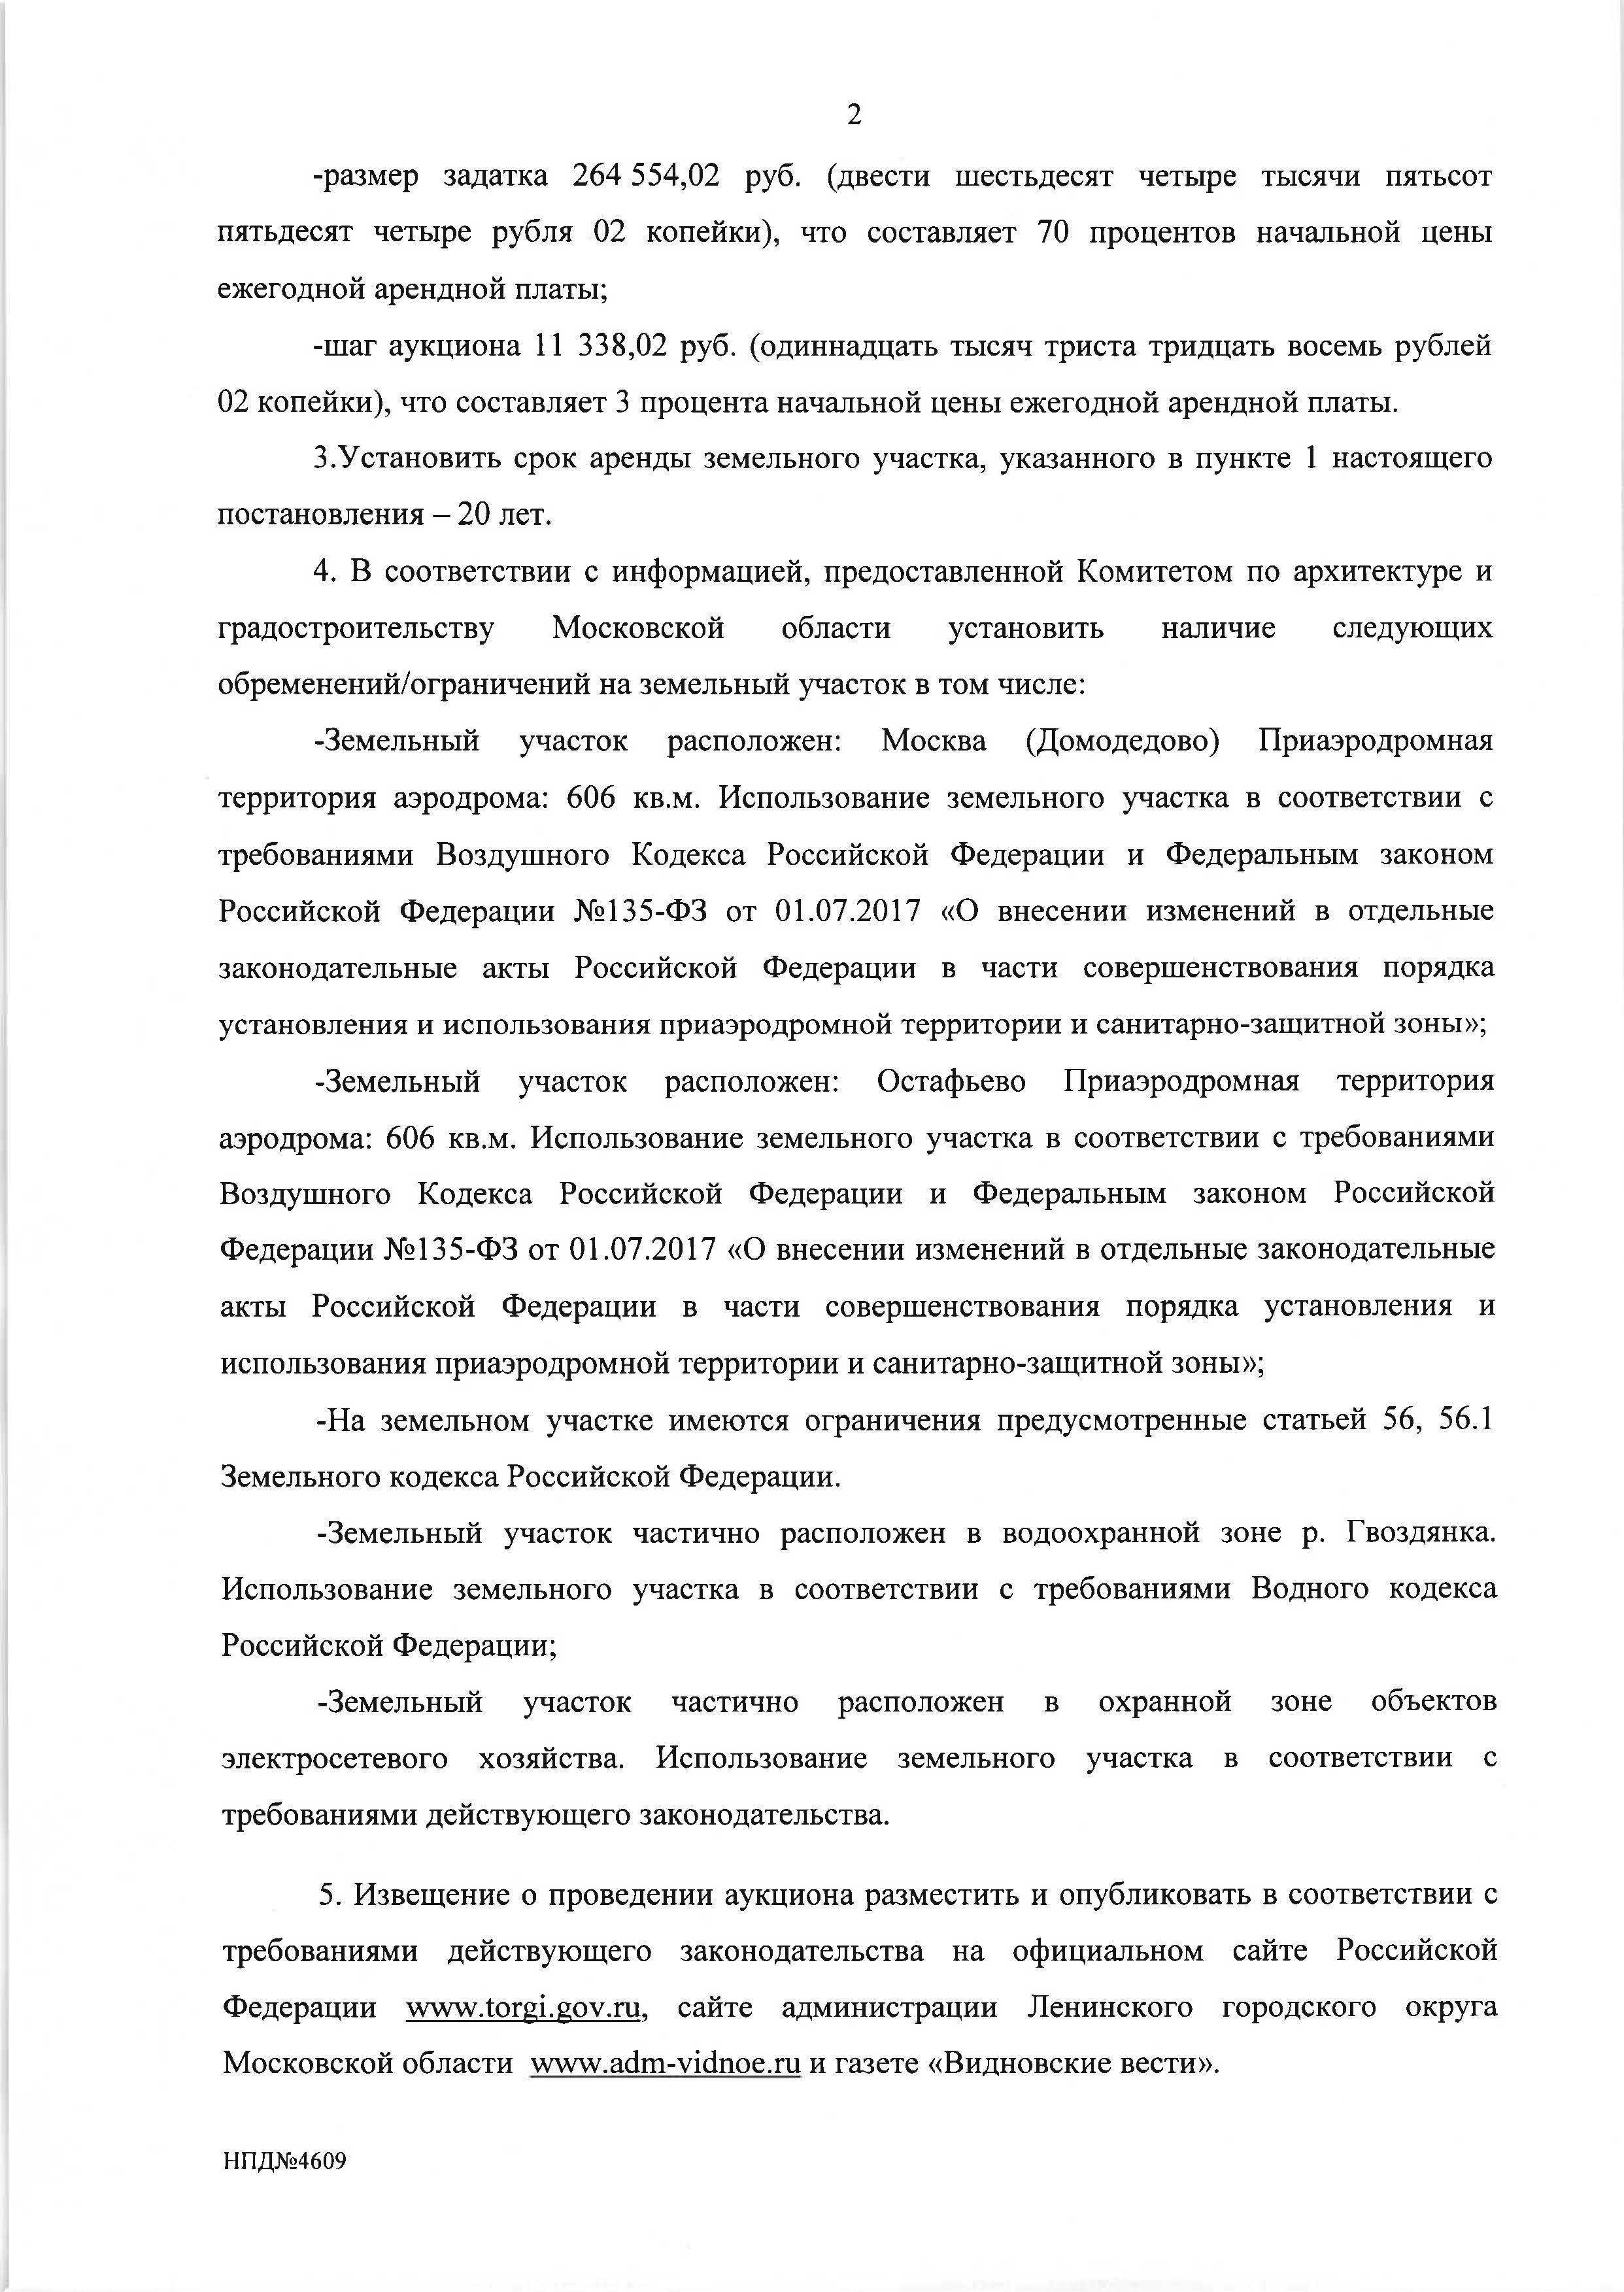 2
-размер задатка 264 554,02 руб. (двести шестьдесят четыре тысячи пятьсот
пятьдесят четыре рубля 02 копейки), что составляет 70 процентов начальной цены
ежегодной арендной платы;
-шаг аукциона 11 338,02 руб. (одиннадцать тысяч триста тридцать восемь рублей
02 копейки), что составляет 3 процента начальной цены ежегодной арендной платы.
3.Установить срок аренды земельного участка, указанного в пункте 1 настоящего
постановления – 20 лет.
4. В соответствии с информацией, предоставленной Комитетом по архитектуре и
градостроительству Московской области установить наличие следующих
обременений/ограничений на земельный участок в том числе:
-Земельный участок расположен: Москва (Домодедово) Приаэродромная
территория аэродрома: 606 кв.м. Использование земельного участка в соответствии с
требованиями Воздушного Кодекса Российской Федерации и Федеральным законом
Российской Федерации №135-ФЗ от 01.07.2017 «О внесении изменений в отдельные
законодательные акты Российской Федерации в части совершенствования порядка
установления и использования приаэродромной территории и санитарно-защитной зоны»;
-Земельный участок расположен: Остафьево Приаэродромная территория
аэродрома: 606 кв.м. Использование земельного участка в соответствии с требованиями
Воздушного Кодекса Российской Федерации и Федеральным законом Российской
Федерации №135-ФЗ от 01.07.2017 «О внесении изменений в отдельные законодательные
акты Российской Федерации в части совершенствования порядка установления и
использования приаэродромной территории и санитарно-защитной зоны»;
-На земельном участке имеются ограничения предусмотренные статьей 56, 56.1
Земельного кодекса Российской Федерации.
-Земельный участок частично расположен в водоохранной зоне р. Гвоздянка.
Использование земельного участка в соответствии с требованиями Водного кодекса
Российской Федерации;
-Земельный участок частично расположен в охранной зоне объектов
электросетевого хозяйства. Использование земельного участка в соответствии с
требованиями действующего законодательства.
5. Извещение о проведении аукциона разместить и опубликовать в соответствии с
требованиями действующего законодательства на официальном сайте Российской
Федерации www.torgi.gov.ru, сайте администрации Ленинского городского округа
Московской области www.adm-vidnoe.ru и газете «Видновские вести».
НПД№4609